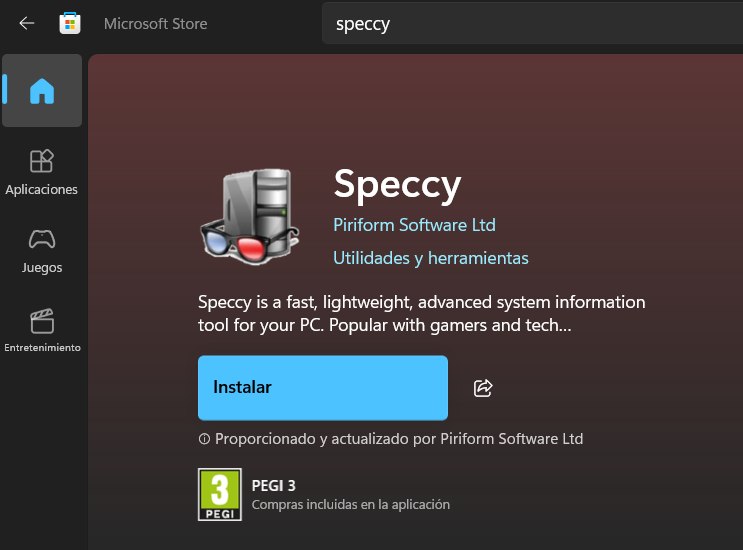 Microsoft Store
speccy
Aplicaciones
Juegos
Entretenimiento
Speccy
Piriform Software Ltd
Utilidades y herramientas
Speccy is a fast, lightweight, advanced system information
tool for your PC. Popular with gamers and tech...
Instalar
Proporcionado y actualizado por Piriform Software Ltd
3
PEGI
PEGI 3
Compras incluidas en la aplicación